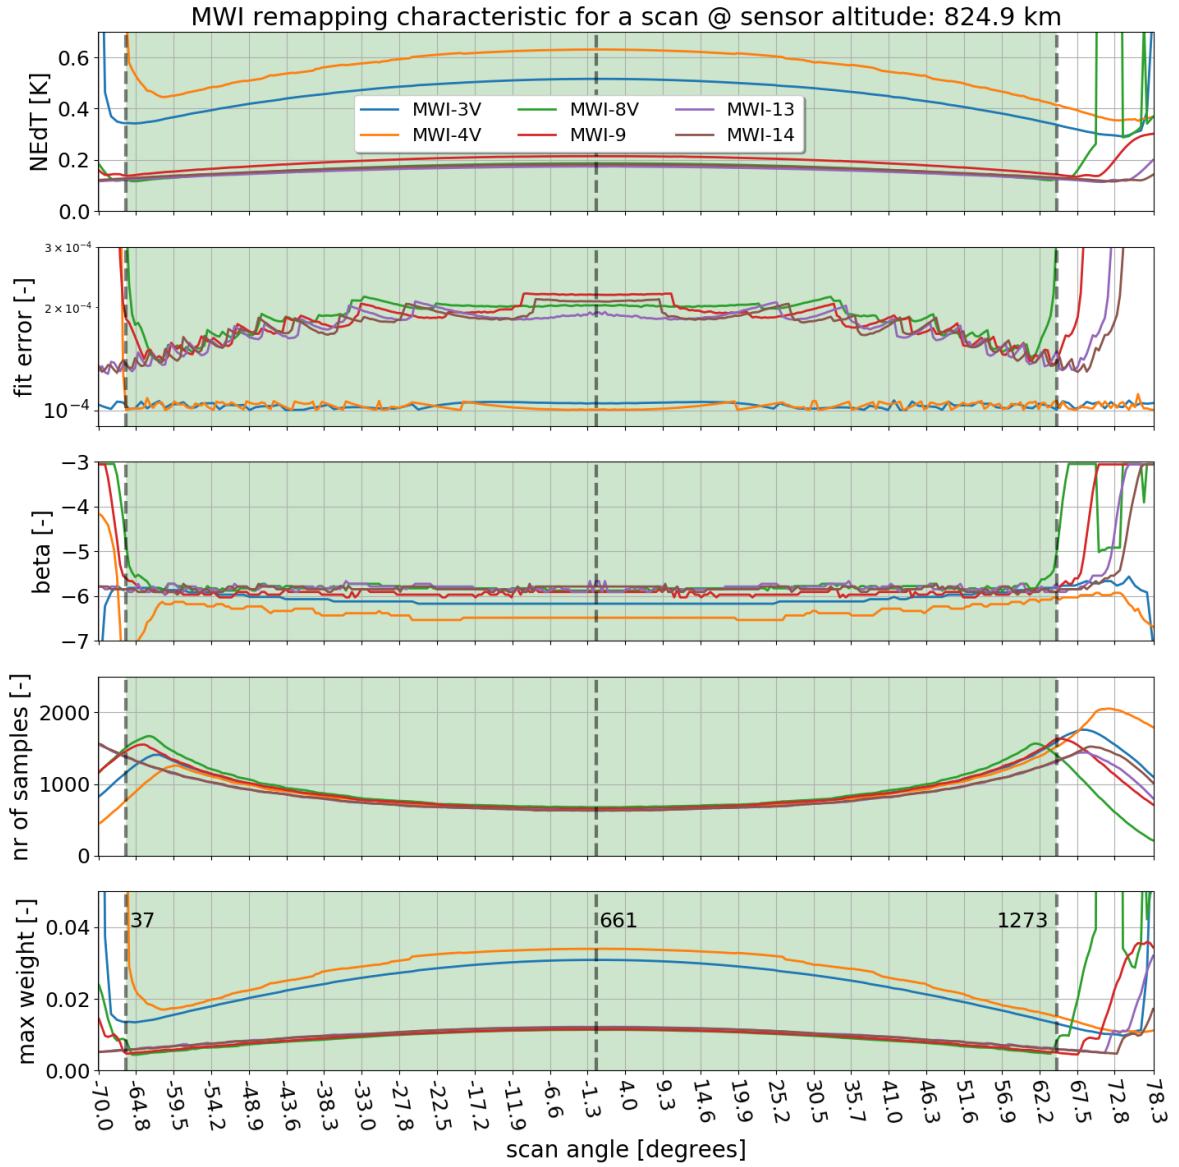 MWI remapping characteristic for a scan @ sensor altitude: 824.9 km
NEdT [K]
0.6
0.4
0.2
0.0
MWI-3V MWI-8V MWI-13
MWI-4V MWI-9 MWI-14
fit error [-]
3 × 10⁻⁴
2 × 10⁻⁴
10⁻⁴
beta [-]
−3
−4
−5
−6
−7
nr of samples [-]
2000
1000
0
max weight [-]
0.04
0.02
0.00
37 661 1273
-70.0 -64.8 -59.5 -54.2 -48.9 -43.6 -38.3 -33.0 -27.8 -22.5 -17.2 -11.9 -6.6 -1.3 4.0 9.3 14.6 19.9 25.2 30.5 35.7 41.0 46.3 51.6 56.9 62.2 67.5 72.8 78.3
scan angle [degrees]